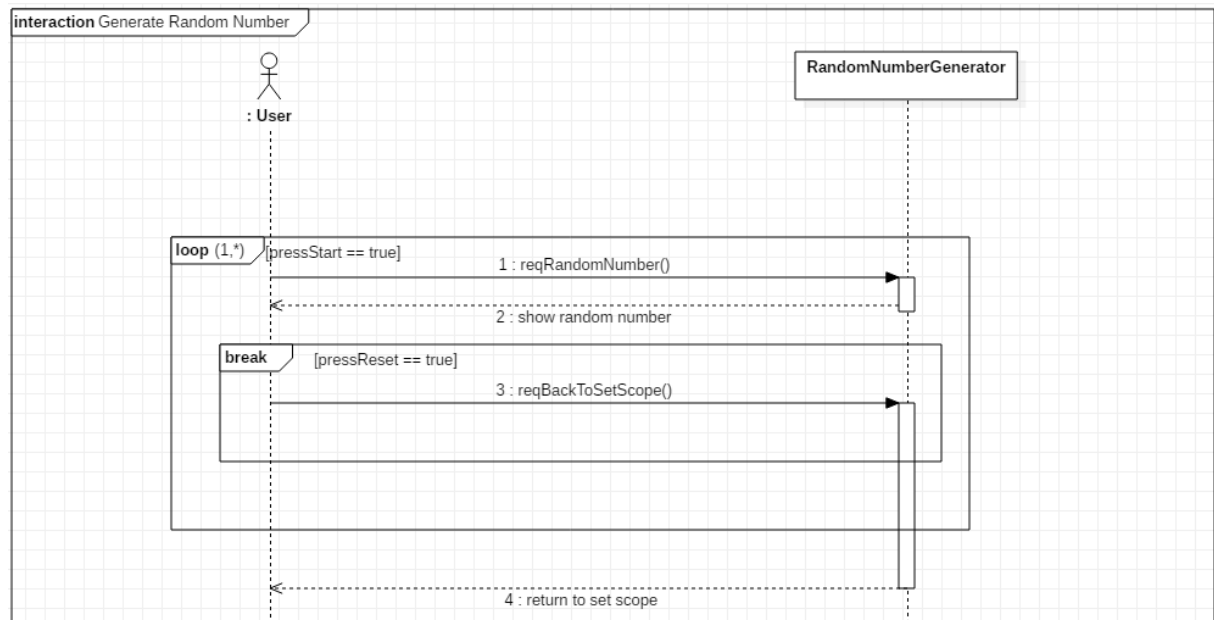 interaction Generate Random Number
RandomNumberGenerator
: User
loop (1,*) [pressStart == true]
1 : reqRandomNumber()
2 : show random number
break [pressReset == true]
3 : reqBackToSetScope()
4 : return to set scope